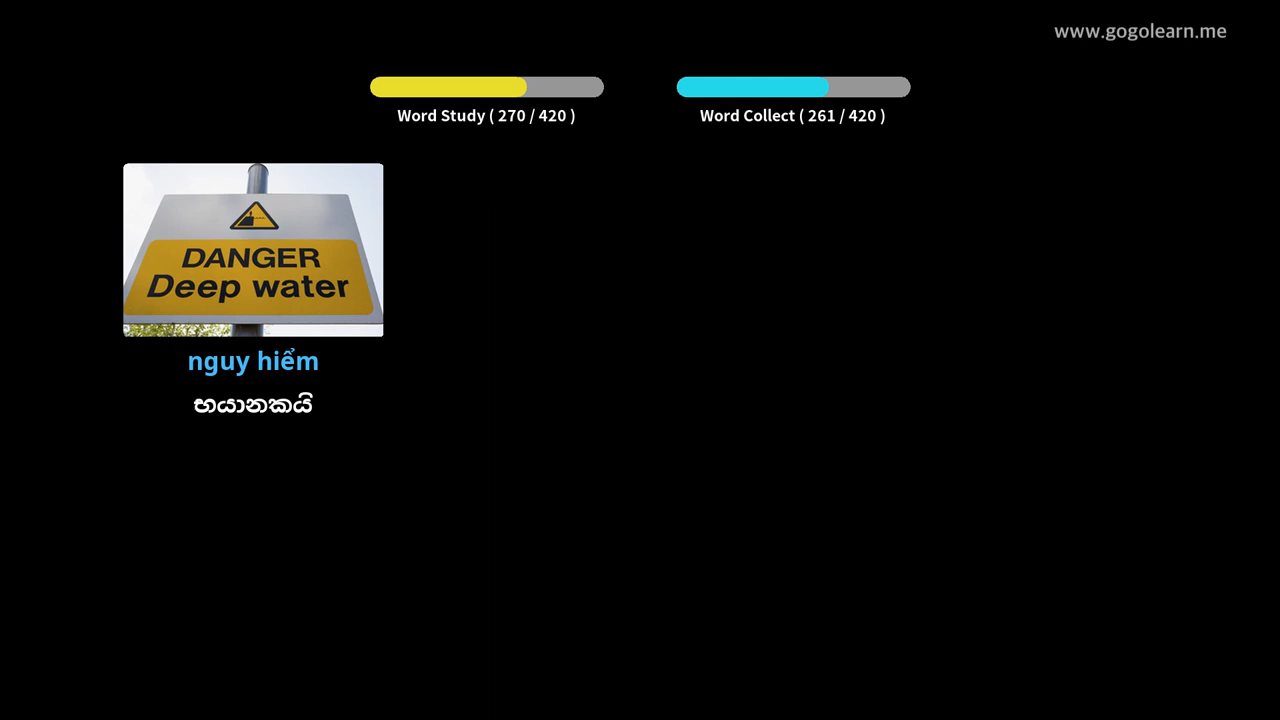 www.gogolearn.me
Word Study ( 270 / 420 )
Word Collect ( 261 / 420 )
DANGER
Deep water
nguy hiểm
භයානකයි